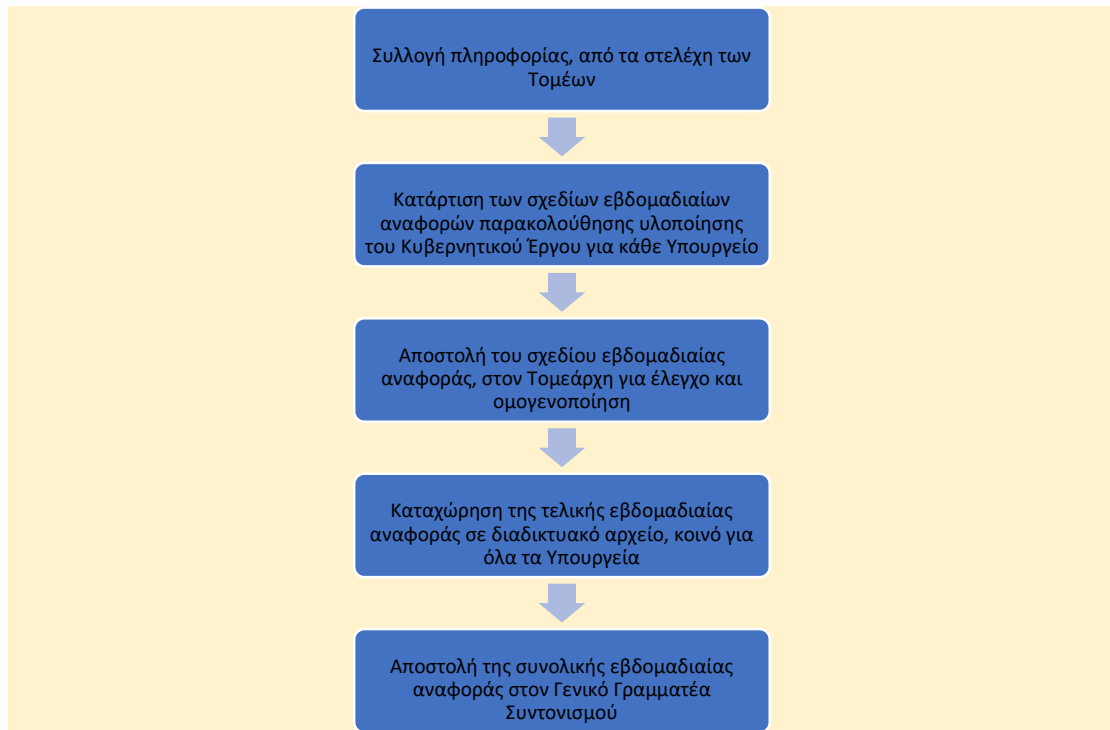 Συλλογή πληροφορίας, από τα στελέχη των
Τομέων
Κατάρτιση των σχεδίων εβδομαδιαίων
αναφορών παρακολούθησης υλοποίησης
του Κυβερνητικού Έργου για κάθε Υπουργείο
Αποστολή του σχεδίου εβδομαδιαίας
αναφοράς, στον Τομεάρχη για έλεγχο και
ομογενοποίηση
Καταχώρηση της τελικής εβδομαδιαίας
αναφοράς σε διαδικτυακό αρχείο, κοινό για
όλα τα Υπουργεία
Αποστολή της συνολικής εβδομαδιαίας
αναφοράς στον Γενικό Γραμματέα
Συντονισμού